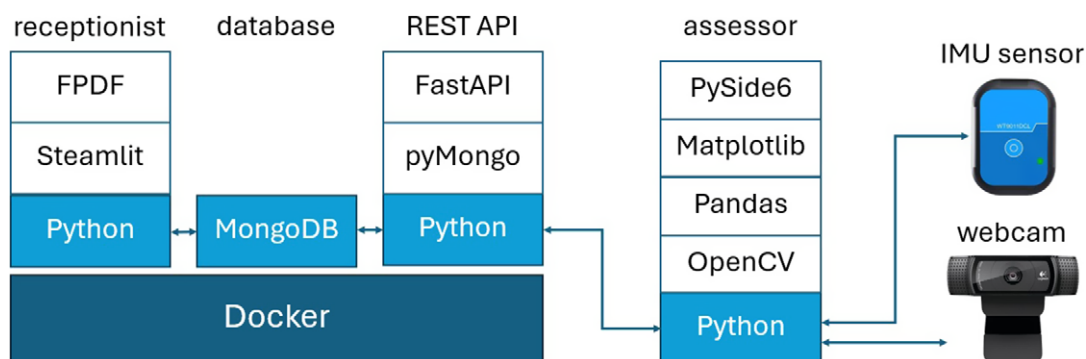 receptionist
FPDF
Steamlit
Python
database
MongoDB
REST API
FastAPI
pyMongo
Python
Docker
assessor
PySide6
Matplotlib
Pandas
OpenCV
Python
IMU sensor
webcam